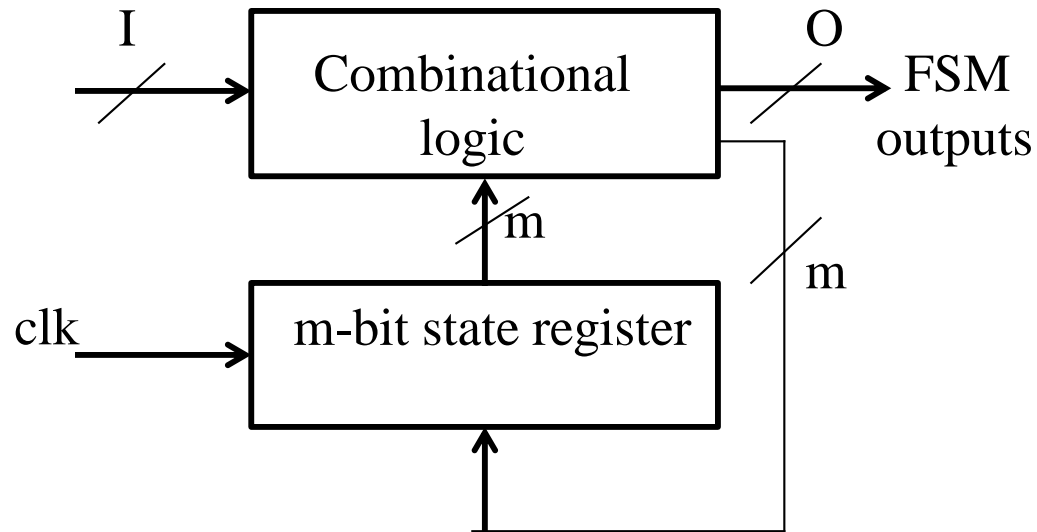 I
O
Combinational
logic
FSM
outputs
m
m
clk
m-bit state register